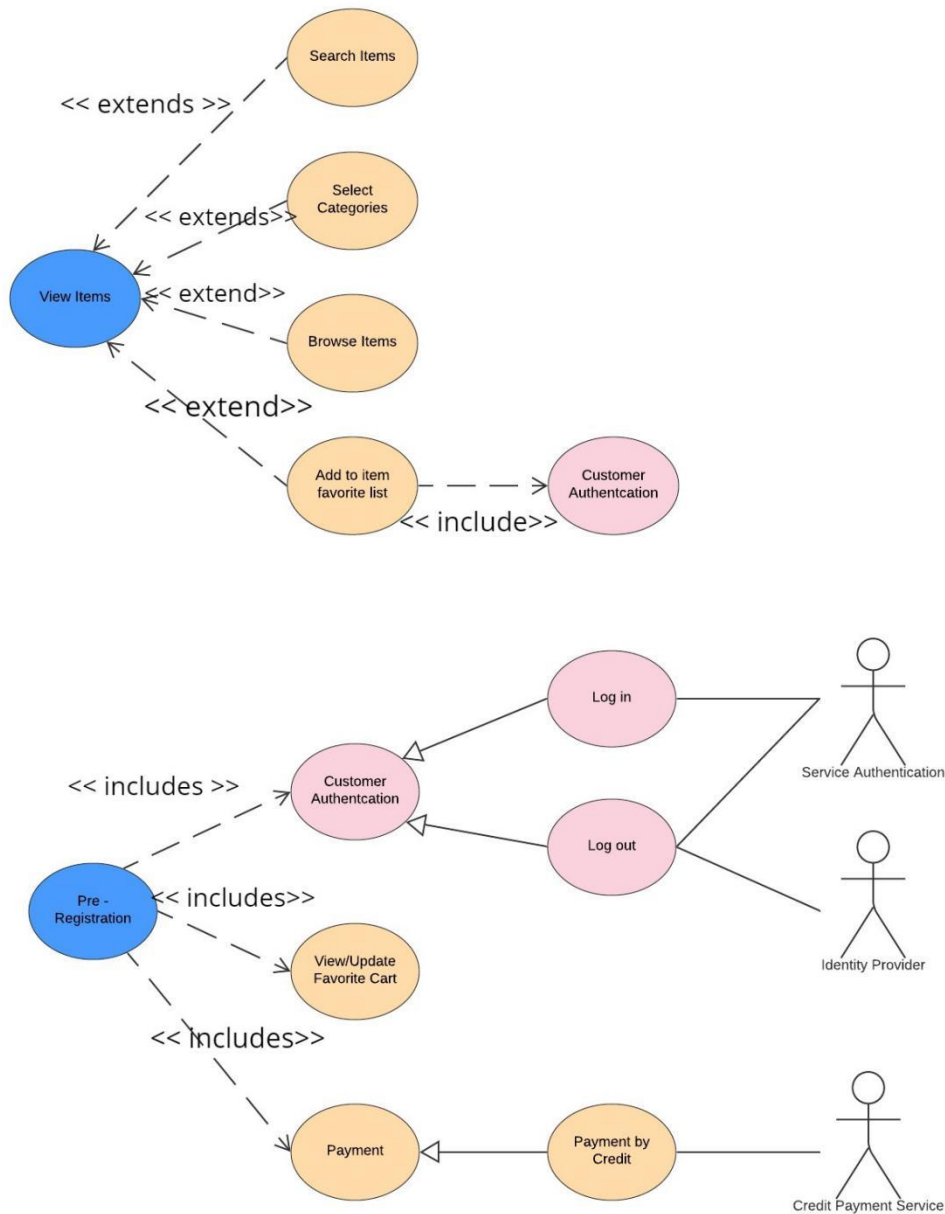 Search Items
<< extends >>
Select
Categories
<< extends>>
View Items
<< extend>>
Browse Items
<< extend>>
Add to item
favorite list
<< include>>
Customer
Authentcation
Log in
Service Authentication
<< includes >>
Customer
Authentcation
Log out
Pre -
Registration
<< includes>>
View/Update
Favorite Cart
Identity Provider
<< includes>>
Payment
Payment by
Credit
Credit Payment Service